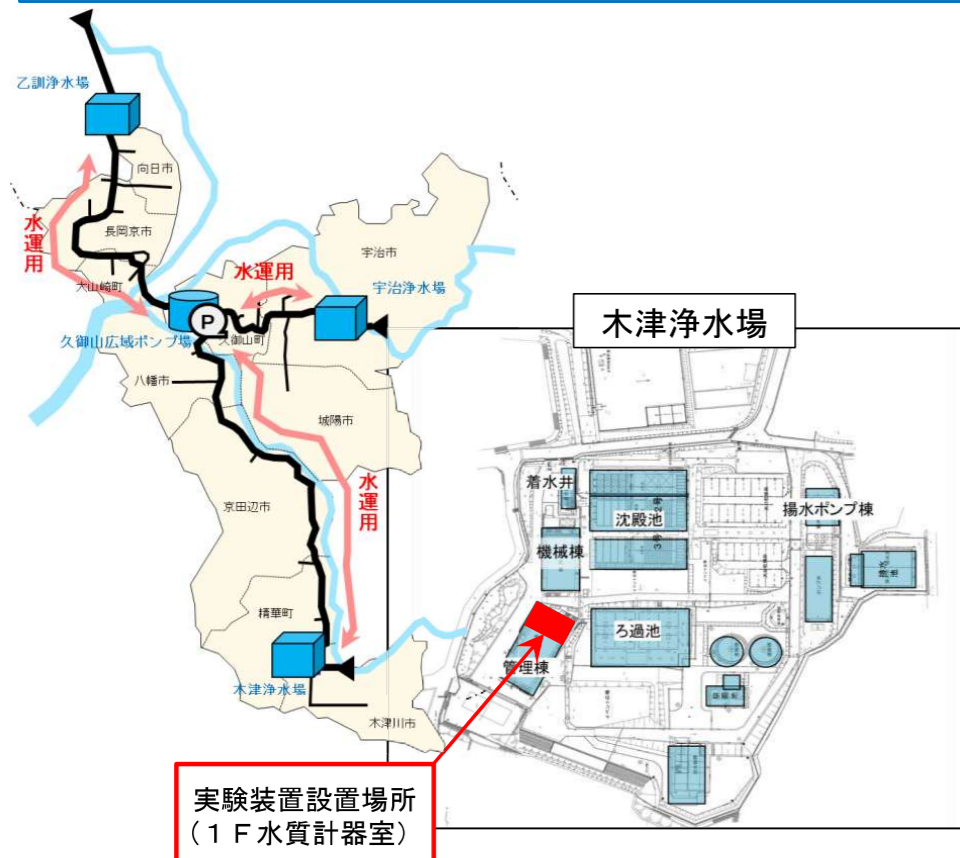 乙訓浄水場
向日市
水運用
長岡京市
大山崎町
宇治市
水運用
宇治浄水場
P
久御山広域ポンプ場
久御山町
八幡市
城陽市
水運用
京田辺市
精華町
木津浄水場
木津川市
木津浄水場
着水井
沈殿池
2号
3号
揚水ポンプ棟
機械棟
ろ過池
管理棟
実験装置設置場所
(1F水質計器室)